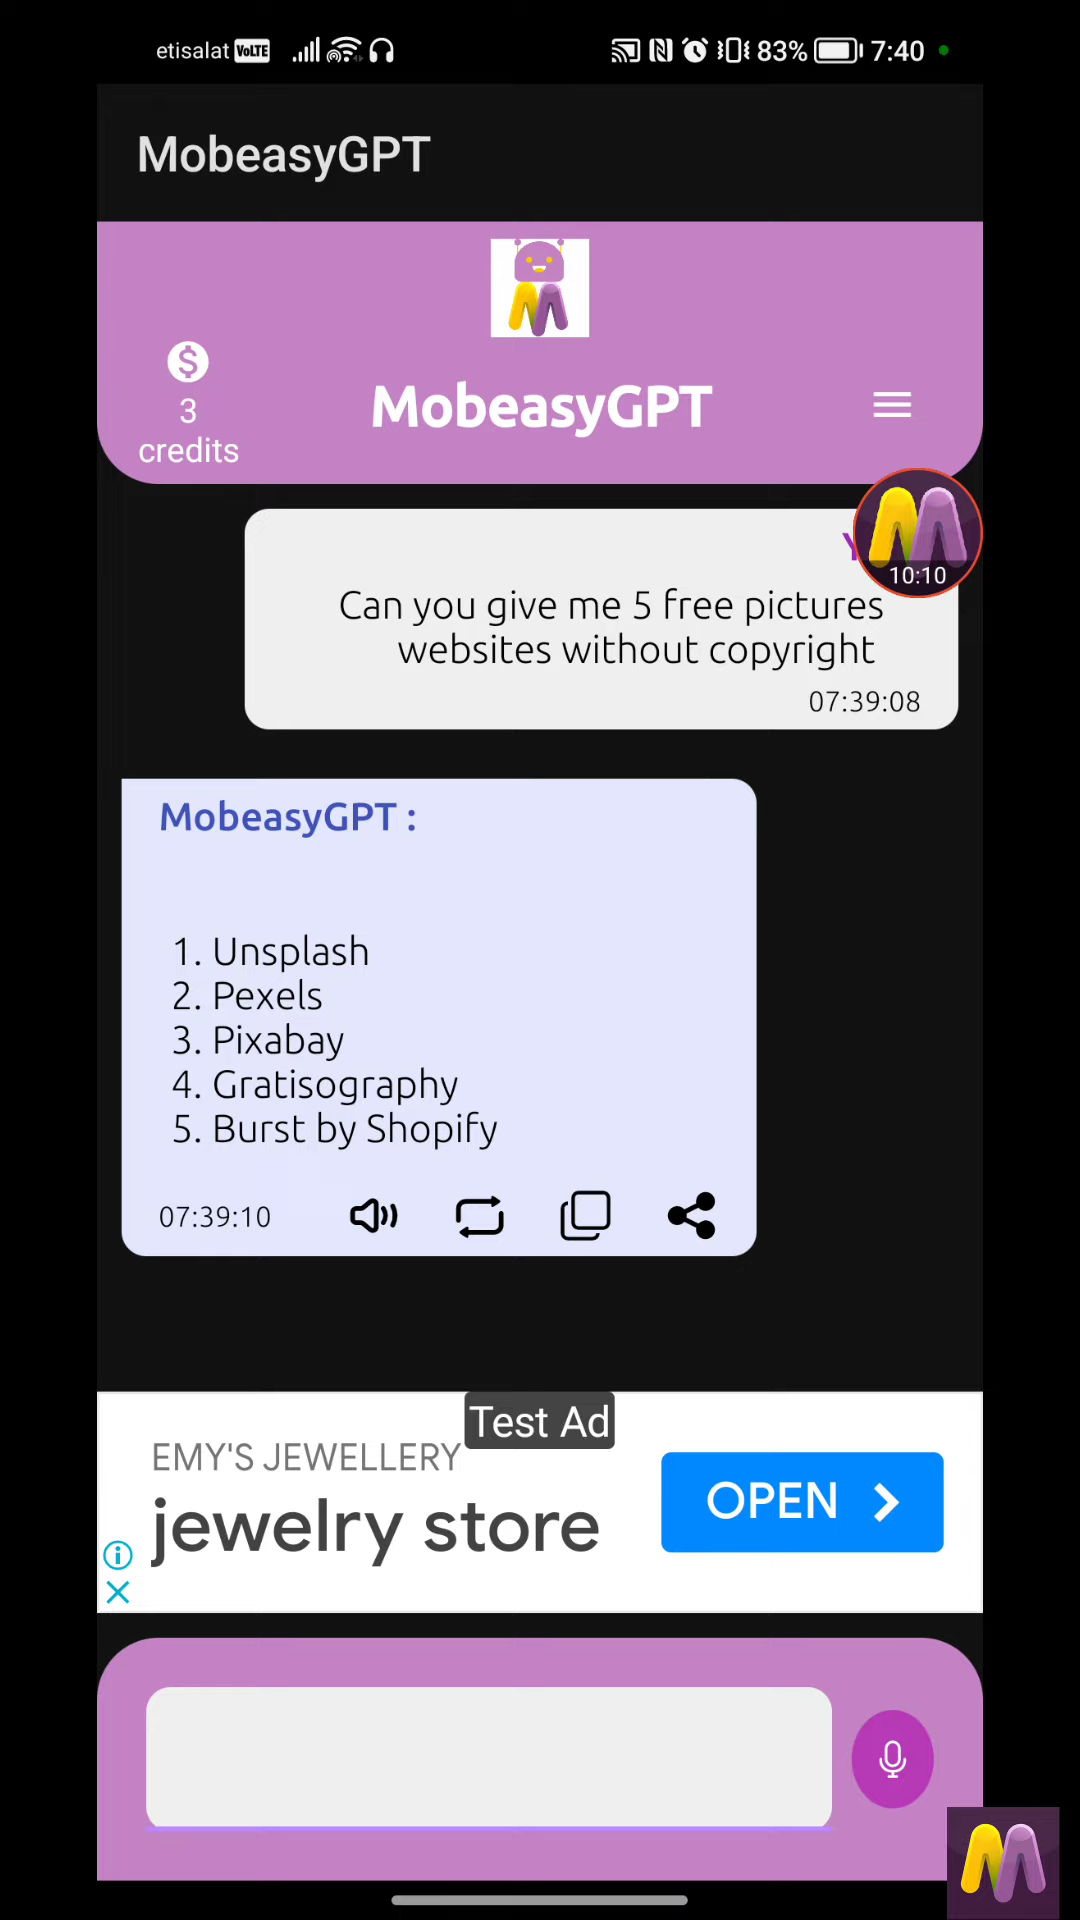 etisalat VoLTE 83% 7:40
MobeasyGPT
3
credits
MobeasyGPT
10:10
Can you give me 5 free pictures
websites without copyright
07:39:08
MobeasyGPT :
1. Unsplash
2. Pexels
3. Pixabay
4. Gratisography
5. Burst by Shopify
07:39:10
Test Ad
EMY'S JEWELLERY
jewelry store
OPEN